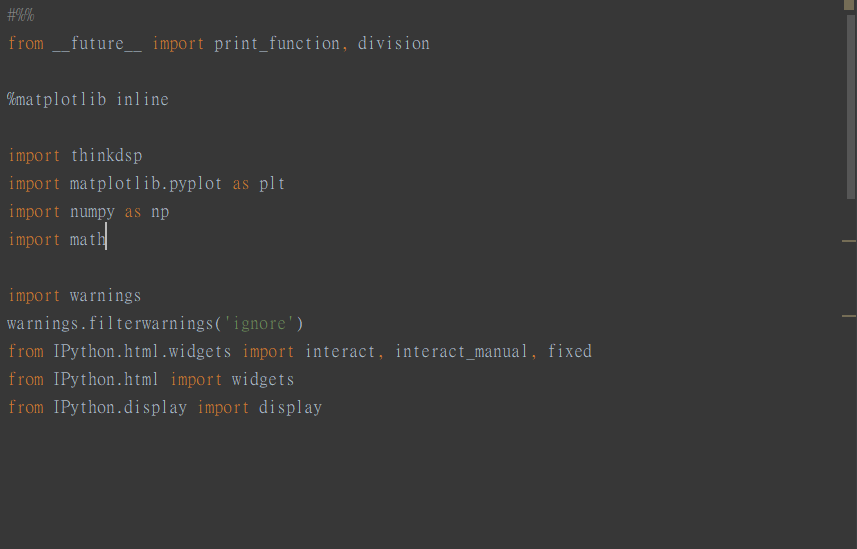 #%%
from __future__ import print_function, division
%matplotlib inline
import thinkdsp
import matplotlib.pyplot as plt
import numpy as np
import math
import warnings
warnings.filterwarnings('ignore')
from IPython.html.widgets import interact, interact_manual, fixed
from IPython.html import widgets
from IPython.display import display